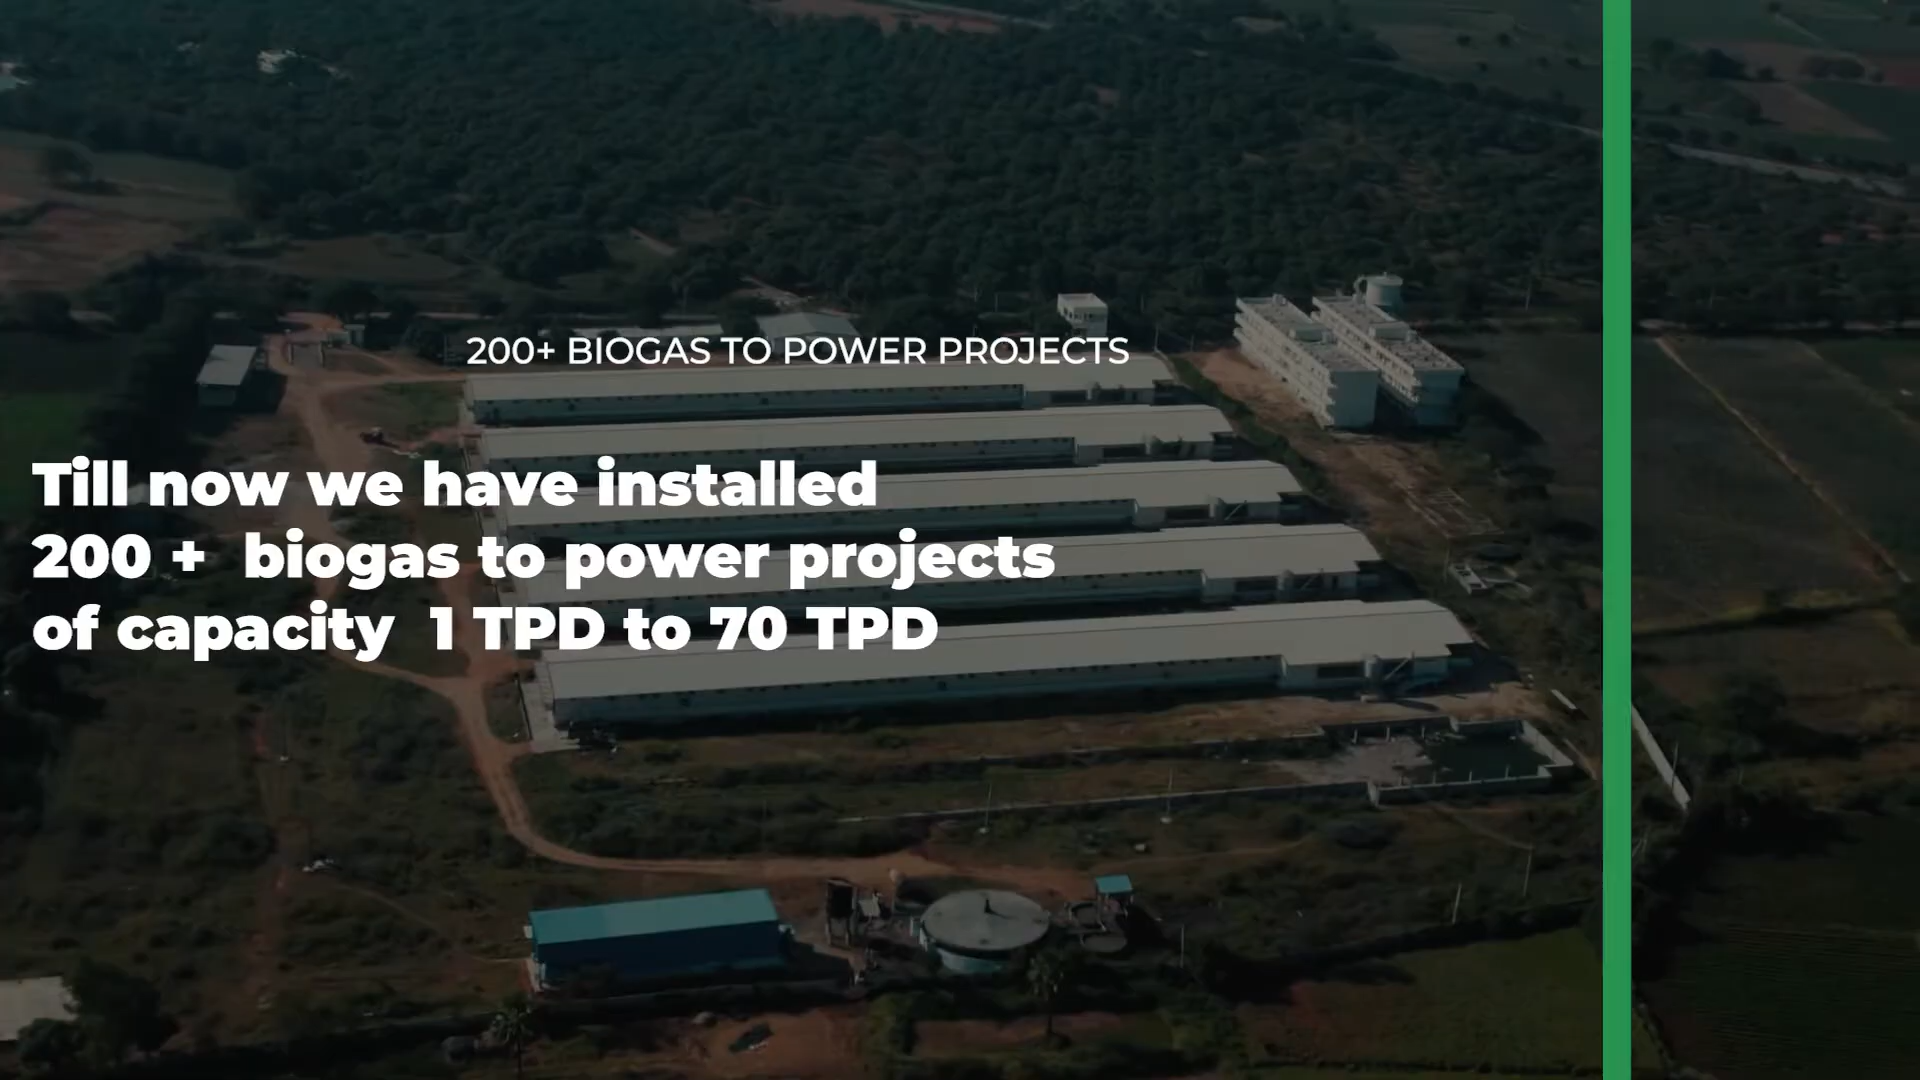 200+ BIOGAS TO POWER PROJECTS
Till now we have installed
200 +  biogas to power projects
of capacity  1 TPD to 70 TPD